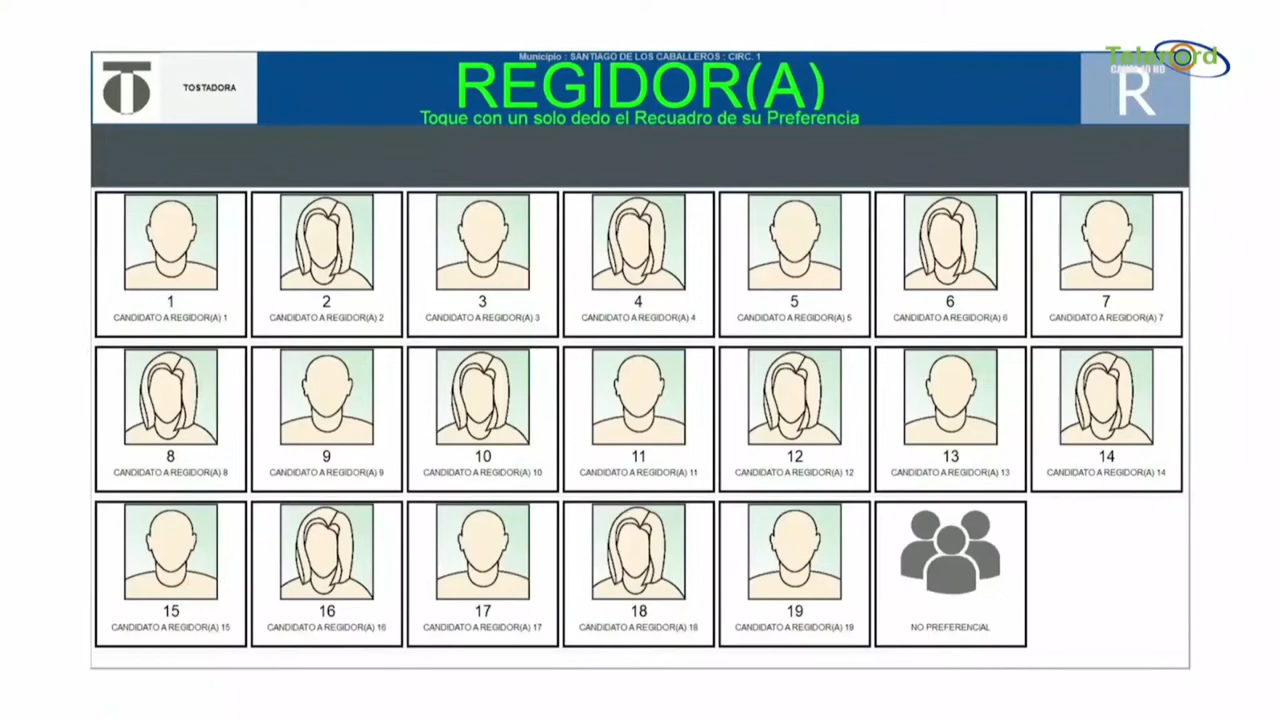 Municipio : SANTIAGO DE LOS CABALLEROS : CIRC. 1
TOSTADORA
REGIDOR(A)
Toque con un solo dedo el Recuadro de su Preferencia
Telenord
R
1
CANDIDATO A REGIDOR(A) 1
2
CANDIDATO A REGIDOR(A) 2
3
CANDIDATO A REGIDOR(A) 3
4
CANDIDATO A REGIDOR(A) 4
5
CANDIDATO A REGIDOR(A) 5
6
CANDIDATO A REGIDOR(A) 6
7
CANDIDATO A REGIDOR(A) 7
8
CANDIDATO A REGIDOR(A) 8
9
CANDIDATO A REGIDOR(A) 9
10
CANDIDATO A REGIDOR(A) 10
11
CANDIDATO A REGIDOR(A) 11
12
CANDIDATO A REGIDOR(A) 12
13
CANDIDATO A REGIDOR(A) 13
14
CANDIDATO A REGIDOR(A) 14
15
CANDIDATO A REGIDOR(A) 15
16
CANDIDATO A REGIDOR(A) 16
17
CANDIDATO A REGIDOR(A) 17
18
CANDIDATO A REGIDOR(A) 18
19
CANDIDATO A REGIDOR(A) 19
NO PREFERENCIAL